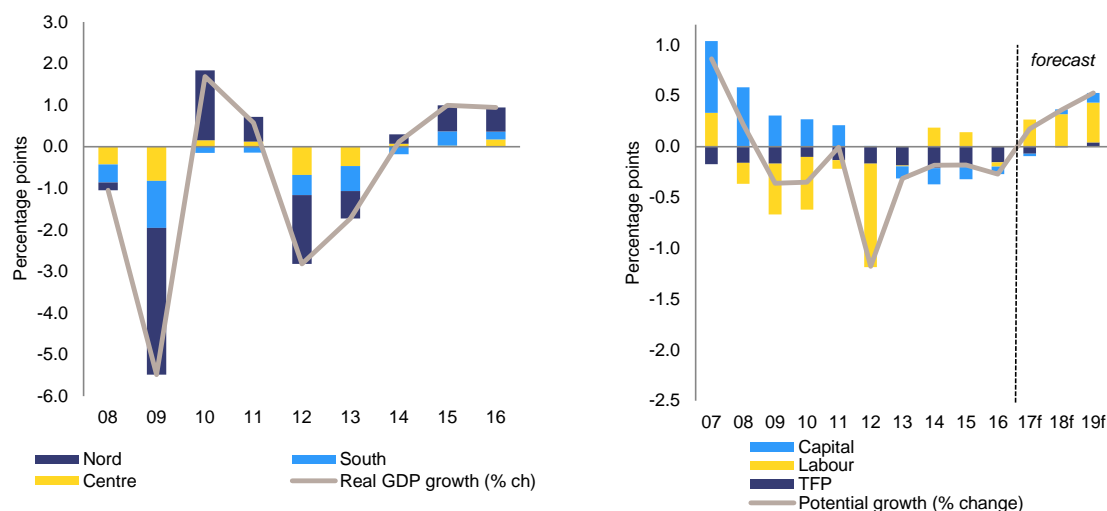 3.0
2.0
1.0
0.0
-1.0
-2.0
-3.0
-4.0
-5.0
-6.0
Percentage points
08 09 10 11 12 13 14 15 16
Nord South
Centre Real GDP growth (% ch)
1.0
0.5
0.0
-0.5
-1.0
-1.5
-2.0
-2.5
Percentage points
forecast
07 08 09 10 11 12 13 14 15 16 17f 18f 19f
Capital
Labour
TFP
Potential growth (% change)